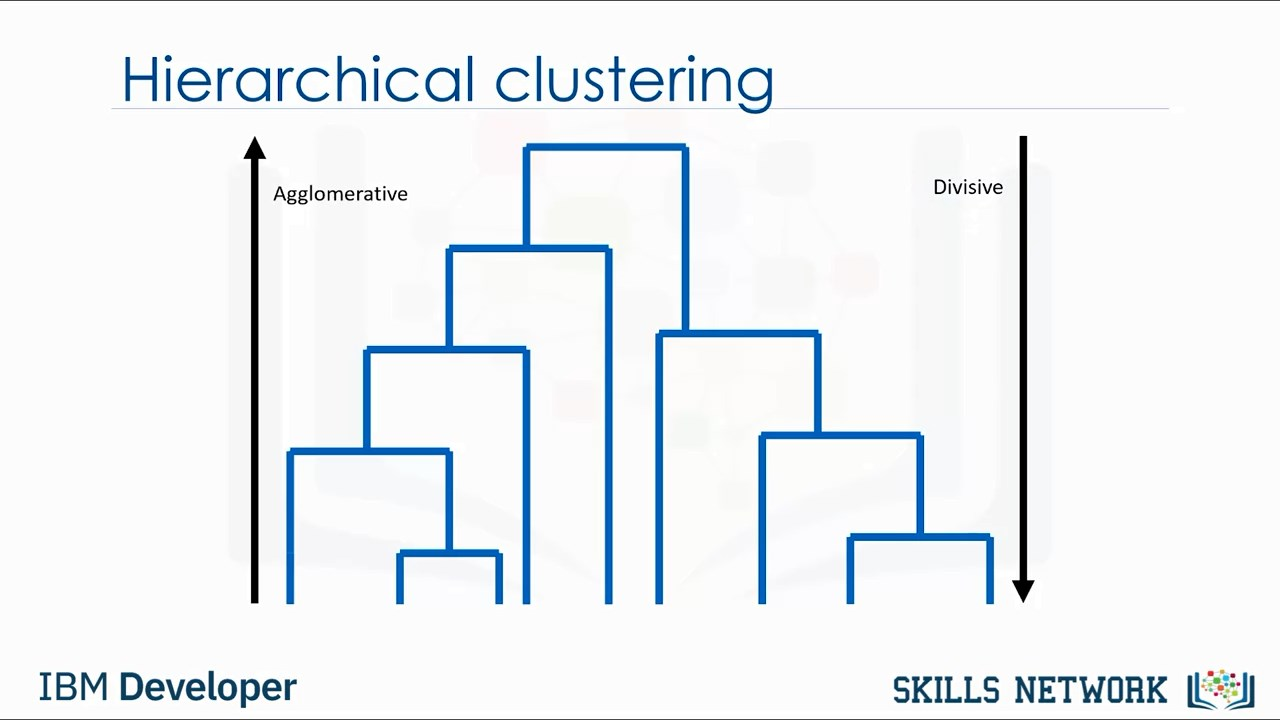 Hierarchical clustering
Agglomerative
Divisive
IBM Developer
SKILLS NETWORK